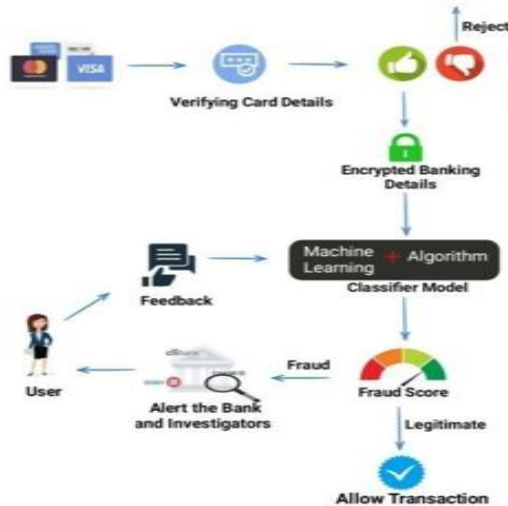 Reject
VISA
Verifying Card Details
Encrypted Banking
Details
Machine
Learning
+ Algorithm
Classifier Model
Feedback
Fraud
Fraud Score
User
Alert the Bank
and Investigators
Legitimate
Allow Transaction